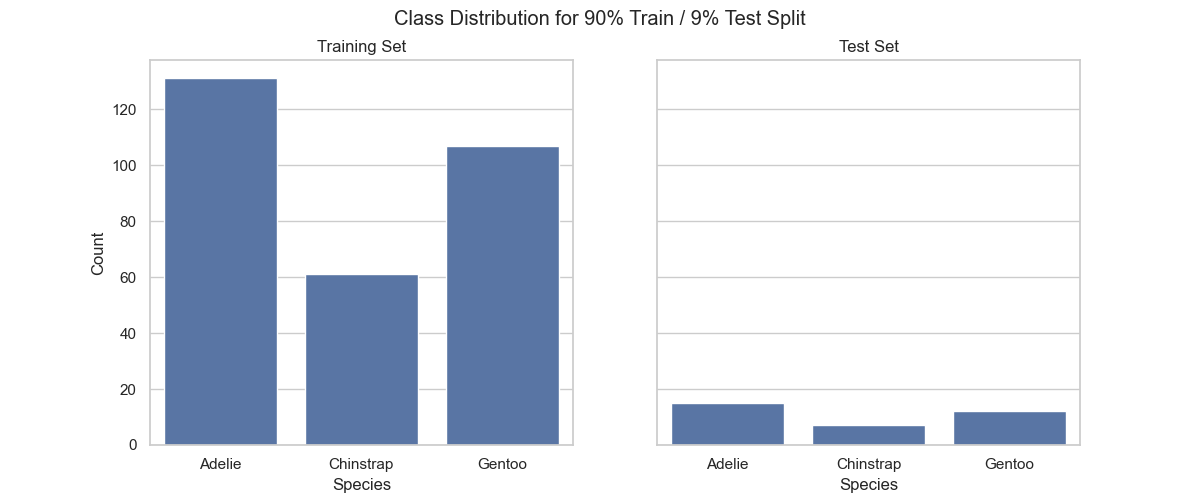 Class Distribution for 90% Train / 9% Test Split
Training Set
Test Set
120
100
80
60
40
20
0
Count
Adelie
Chinstrap
Gentoo
Species
Adelie
Chinstrap
Gentoo
Species